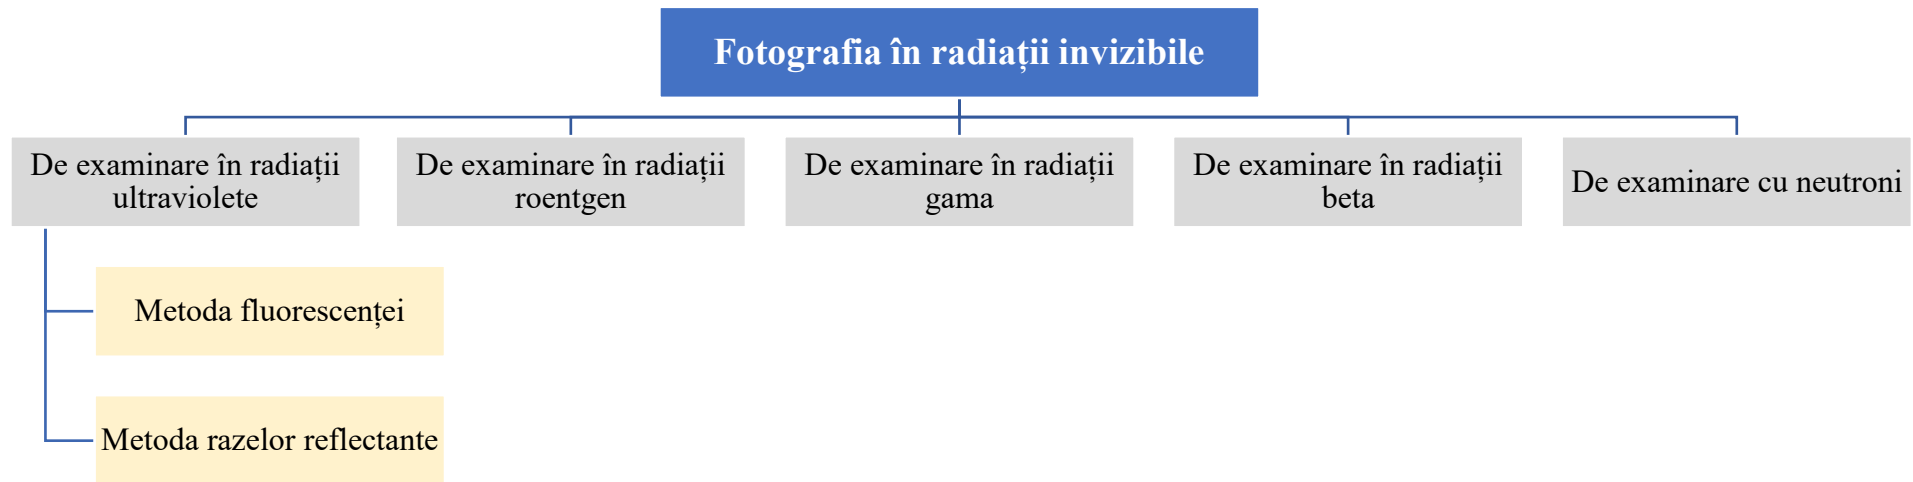 Fotografia în radiații invizibile
De examinare în radiații
ultraviolete
De examinare în radiații
roentgen
De examinare în radiații
gama
De examinare în radiații
beta
De examinare cu neutroni
Metoda fluorescenței
Metoda razelor reflectante